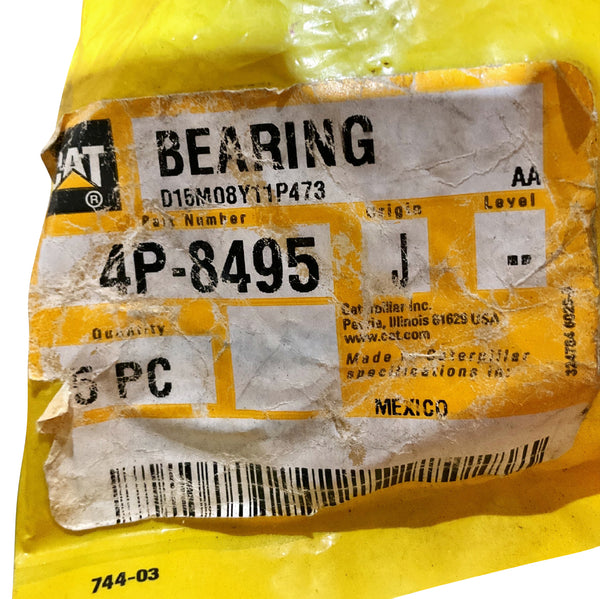 CAT ®
BEARING
D15M08Y11P473 AA
Part Number Origin Level
4P-8495 J --
Caterpillar Inc.
Peoria, Illinois 61629 USA
www.cat.com
Quantity
5 PC
Made to Caterpillar
specifications in:
MEXICO
744-03